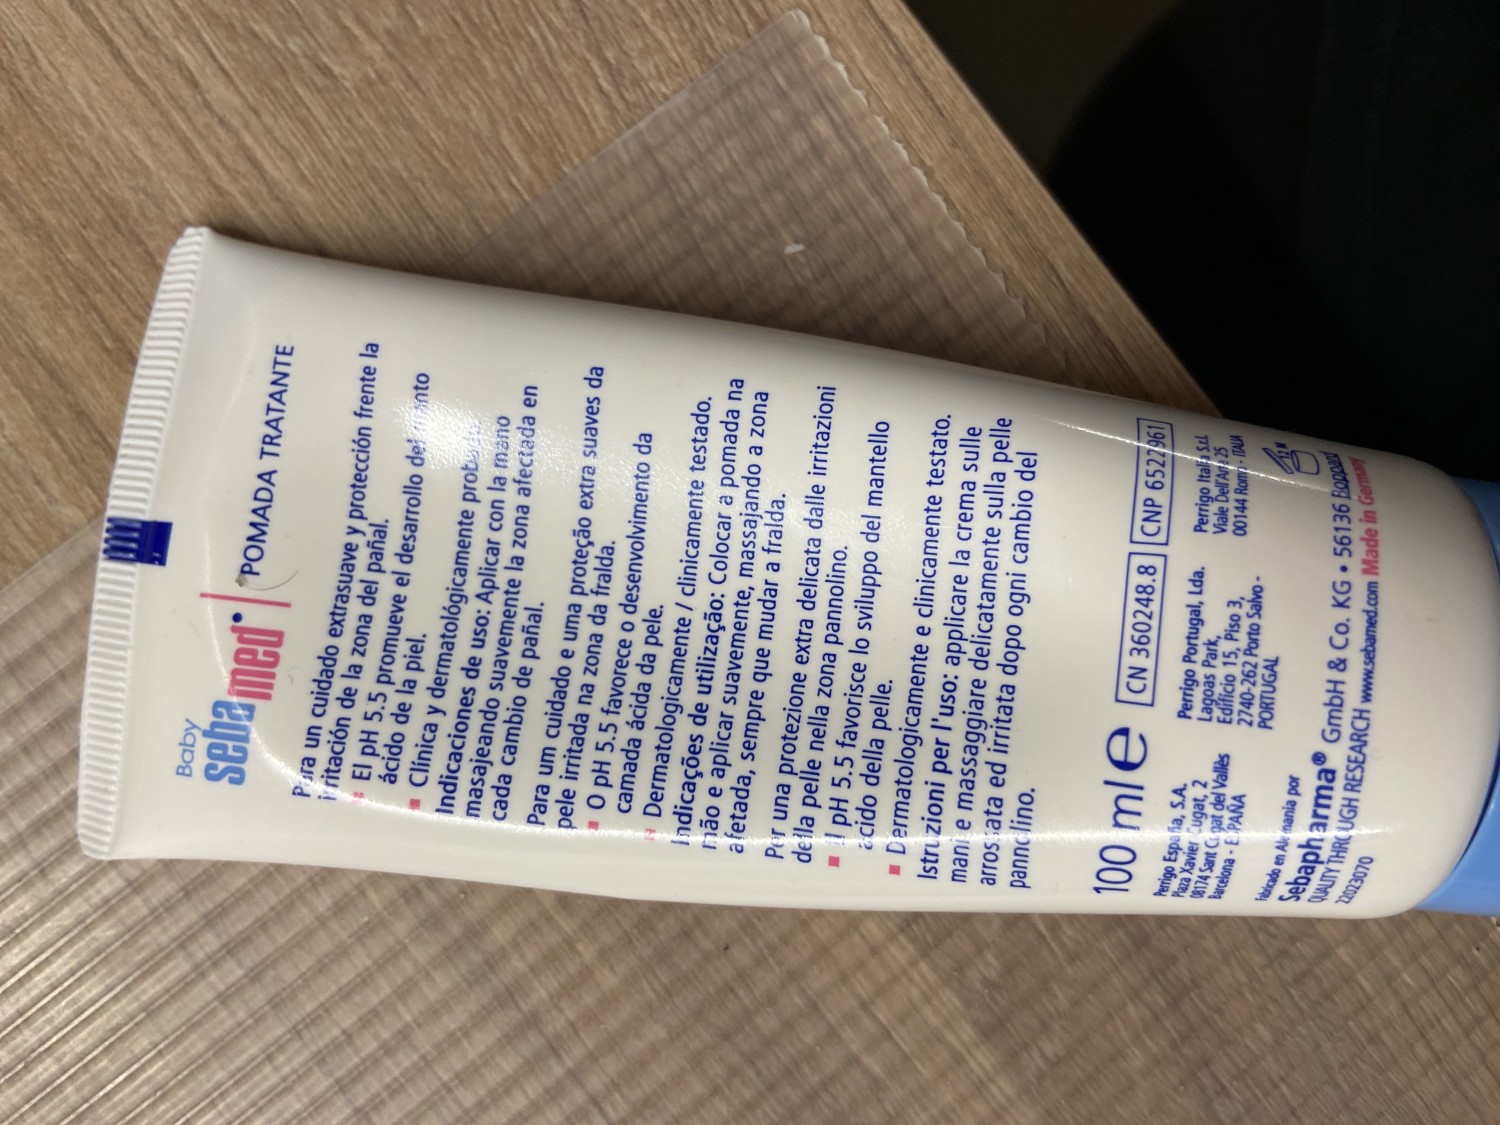 Baby
sebamed
POMADA TRATANTE
Para un cuidado extrasuave y protección frente la
irritación de la zona del pañal.
El pH 5.5 promueve el desarrollo del
ácido de la piel.
Clínica y dermatológicamente
Indicaciones de uso: Aplicar con la mano
masajeando suavemente la zona afectada en
cada cambio de pañal.
Para um cuidado e uma proteção extra suaves da
pele irritada na zona da fralda.
O pH 5.5 favorece o desenvolvimento da
camada ácida da pele.
Dermatologicamente / clinicamente testado.
Indicações de utilização: Colocar a pomada na
mão e aplicar suavemente, massajando a zona
afetada, sempre que mudar a fralda.
Per una protezione extra delicata dalle irritazioni
della pelle nella zona pannolino.
Il pH 5.5 favorisce lo sviluppo del mantello
acido della pelle.
Dermatologicamente e clinicamente testato.
Istruzioni per l'uso: applicare la crema sulle
mani e massaggiare delicatamente sulla pelle
arrossata ed irritata dopo ogni cambio del
pannolino.
100 ml e
CN 360248.8
CNP 6522961
Perrigo España, S.A.
Plaza Xavier Cugat, 2
08174 Sant Cugat del Vallès
Barcelona - ESPAÑA
Perrigo Portugal, Lda.
Lagoas Park,
Edifício 15, Piso 3,
2740-262 Porto Salvo -
PORTUGAL
Perrigo Italia S.r.l.
Viale Dell'Arte 25
00144 Roma - ITALIA
12M
Fabricado en Alemania por
Sebapharma® GmbH & Co. KG • 56136 Boppard
QUALITY THROUGH RESEARCH www.sebamed.com Made in Germany
22023070